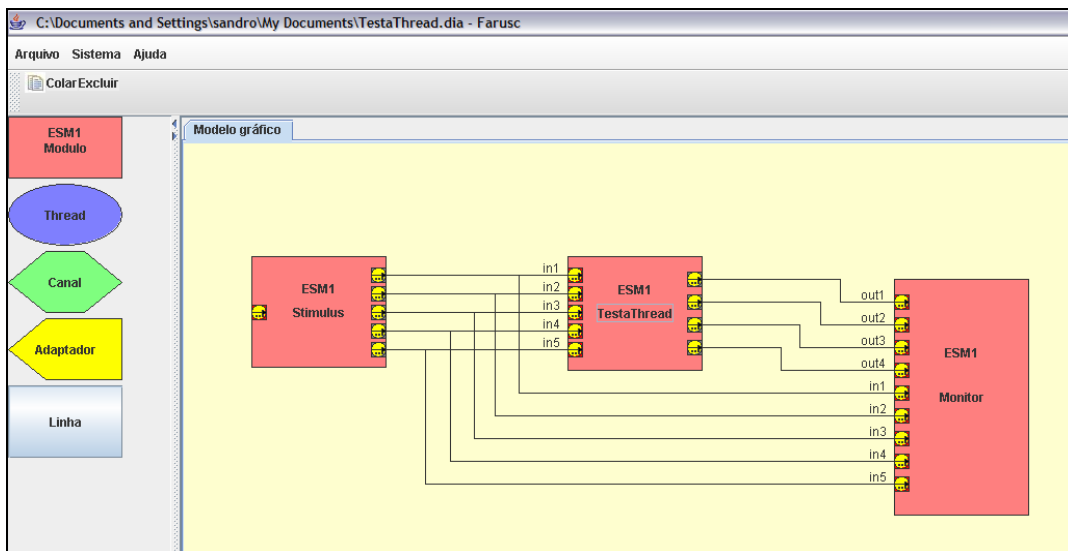 C:\Documents and Settings\sandro\My Documents\TestaThread.dia - Farusc
Arquivo Sistema Ajuda
Colar Excluir
ESM1
Modulo
Thread
Canal
Adaptador
Linha
Modelo gráfico
ESM1
Stimulus
in1
in2
in3
in4
in5
ESM1
TestaThread
out1
out2
out3
out4
in1
in2
in3
in4
in5
ESM1
Monitor